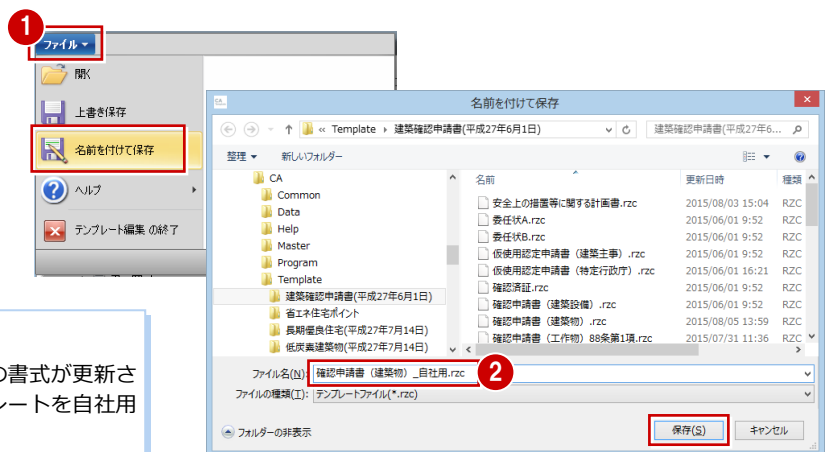 1
ファイル
開く
上書き保存
名前を付けて保存
ヘルプ
テンプレート編集 の終了
CA
名前を付けて保存
« Template ▸ 建築確認申請書(平成27年6月1日)
建築確認申請書(平成27年6...
整理
新しいフォルダー
CA
Common
Data
Help
Master
Program
Template
建築確認申請書(平成27年6月1日)
省エネ住宅ポイント
長期優良住宅(平成27年7月14日)
低炭素建築物(平成27年7月14日)
名前 更新日時 種類
安全上の措置等に関する計画書.rzc 2015/08/03 15:04 RZC
委任状A.rzc 2015/06/01 9:52 RZC
委任状B.rzc 2015/06/01 9:52 RZC
仮使用認定申請書（建築主事）.rzc 2015/06/01 9:52 RZC
仮使用認定申請書（特定行政庁）.rzc 2015/06/01 16:21 RZC
確認済証.rzc 2015/06/01 9:52 RZC
確認申請書（建築設備）.rzc 2015/06/01 9:52 RZC
確認申請書（建築物）.rzc 2015/08/05 13:59 RZC
確認申請書（工作物）88条第1項.rzc 2015/07/31 11:36 RZC
ファイル名(N): 確認申請書（建築物）_自社用.rzc
2
ファイルの種類(T): テンプレートファイル(*.rzc)
フォルダーの非表示
保存(S)
キャンセル
の書式が更新さ
レートを自社用